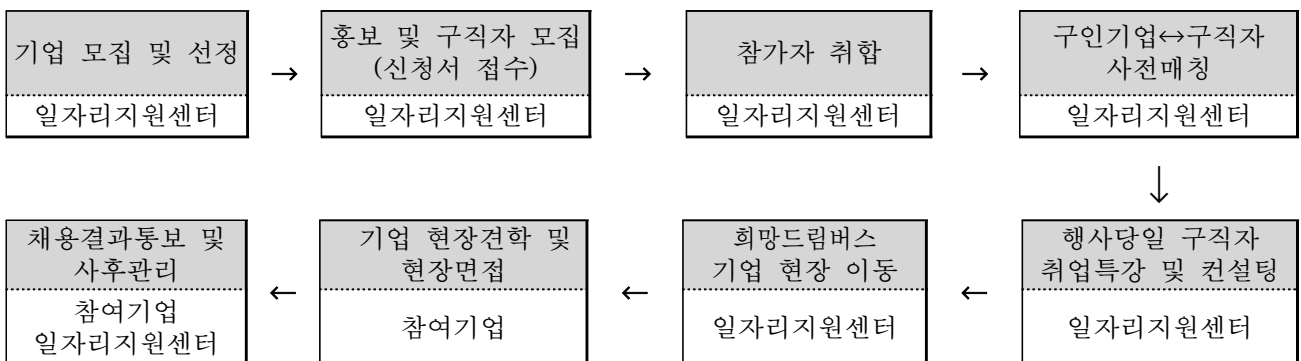 기업 모집 및 선정
일자리지원센터
→
홍보 및 구직자 모집
(신청서 접수)
일자리지원센터
→
참가자 취합
일자리지원센터
→
구인기업↔구직자
사전매칭
일자리지원센터
↓
행사당일 구직자
취업특강 및 컨설팅
일자리지원센터
←
희망드림버스
기업 현장 이동
일자리지원센터
←
기업 현장견학 및
현장면접
참여기업
←
채용결과통보 및
사후관리
참여기업
일자리지원센터